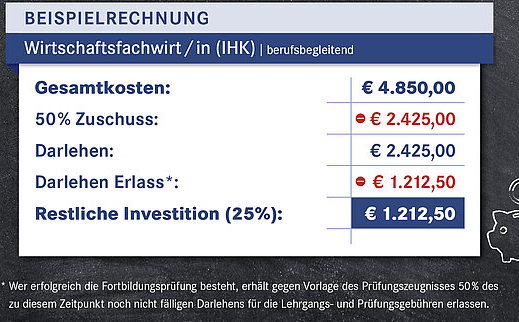 BEISPIELRECHNUNG
Wirtschaftsfachwirt/in (IHK) | berufsbegleitend
Gesamtkosten: € 4.850,00
50% Zuschuss: € 2.425,00
Darlehen: € 2.425,00
Darlehen Erlass*: € 1.212,50
Restliche Investition (25%): € 1.212,50
* Wer erfolgreich die Fortbildungsprüfung besteht, erhält gegen Vorlage des Prüfungszeugnisses 50% des
zu diesem Zeitpunkt noch nicht fälligen Darlehens für die Lehrgangs- und Prüfungsgebühren erlassen.